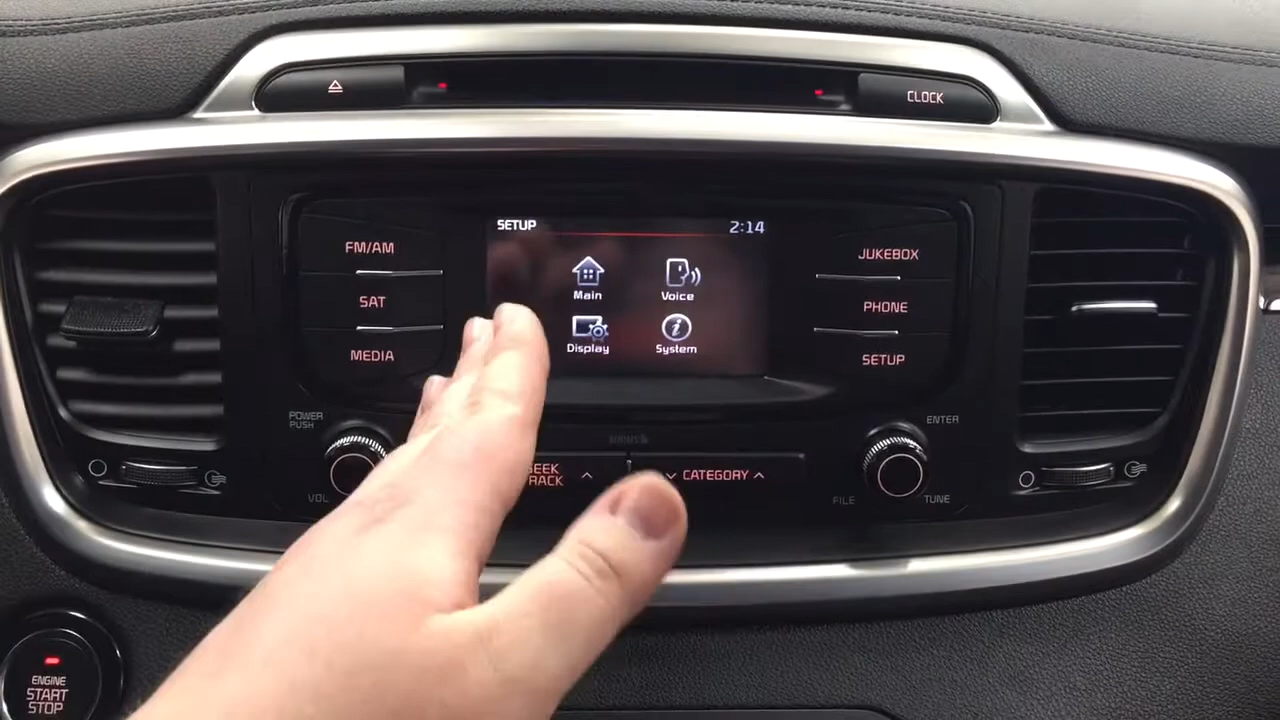 CLOCK
SETUP 2:14
FM/AM
JUKEBOX
Main Voice
SAT
PHONE
Display System
MEDIA
SETUP
POWER
PUSH
ENTER
SEEK
CATEGORY
VOL
FILE
TUNE
ENGINE
START
STOP